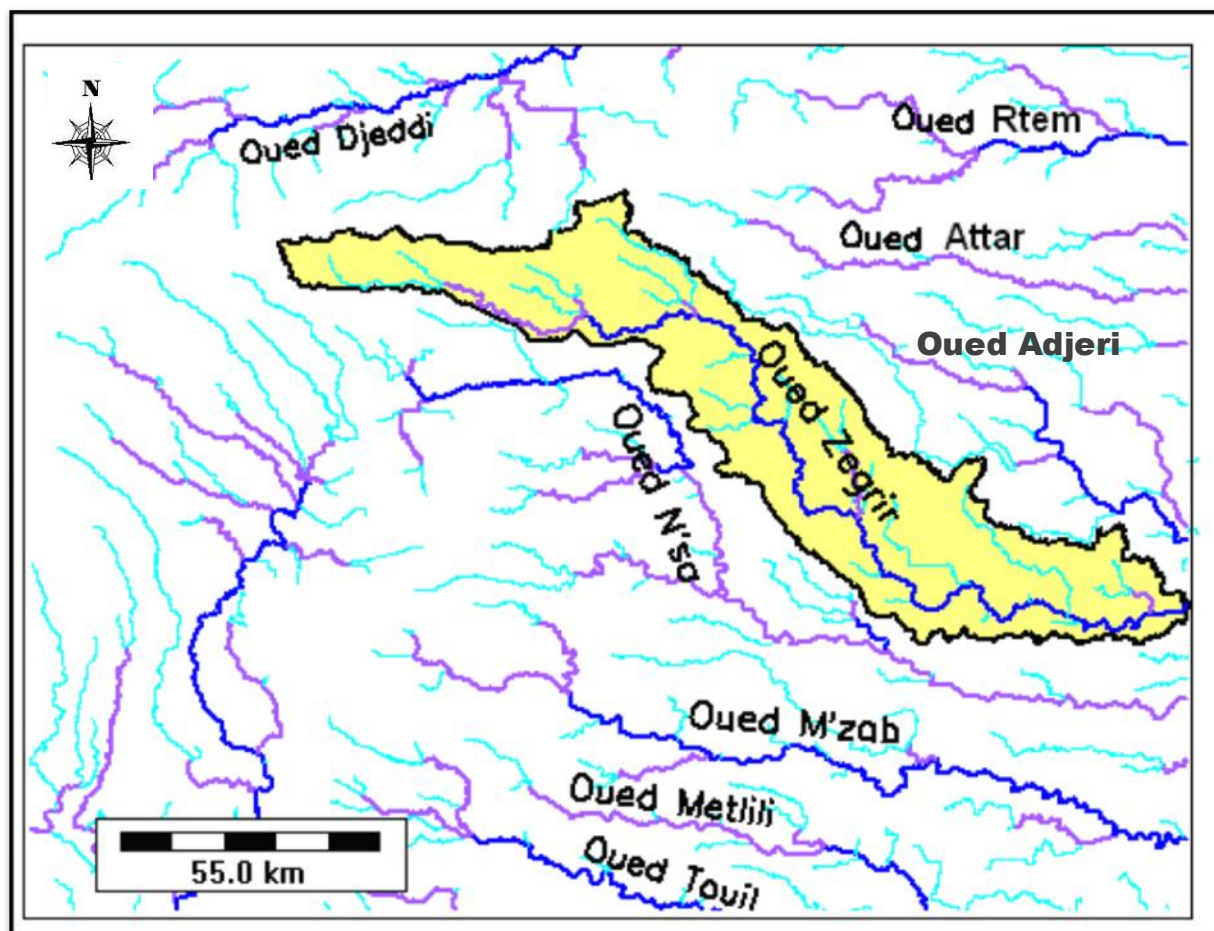 N
Oued Djeddi
Oued Rtem
Oued Attar
Oued Adjeri
Oued Zegrir
Oued N'sa
Oued M'zab
Oued Metlili
Oued Touil
55.0 km